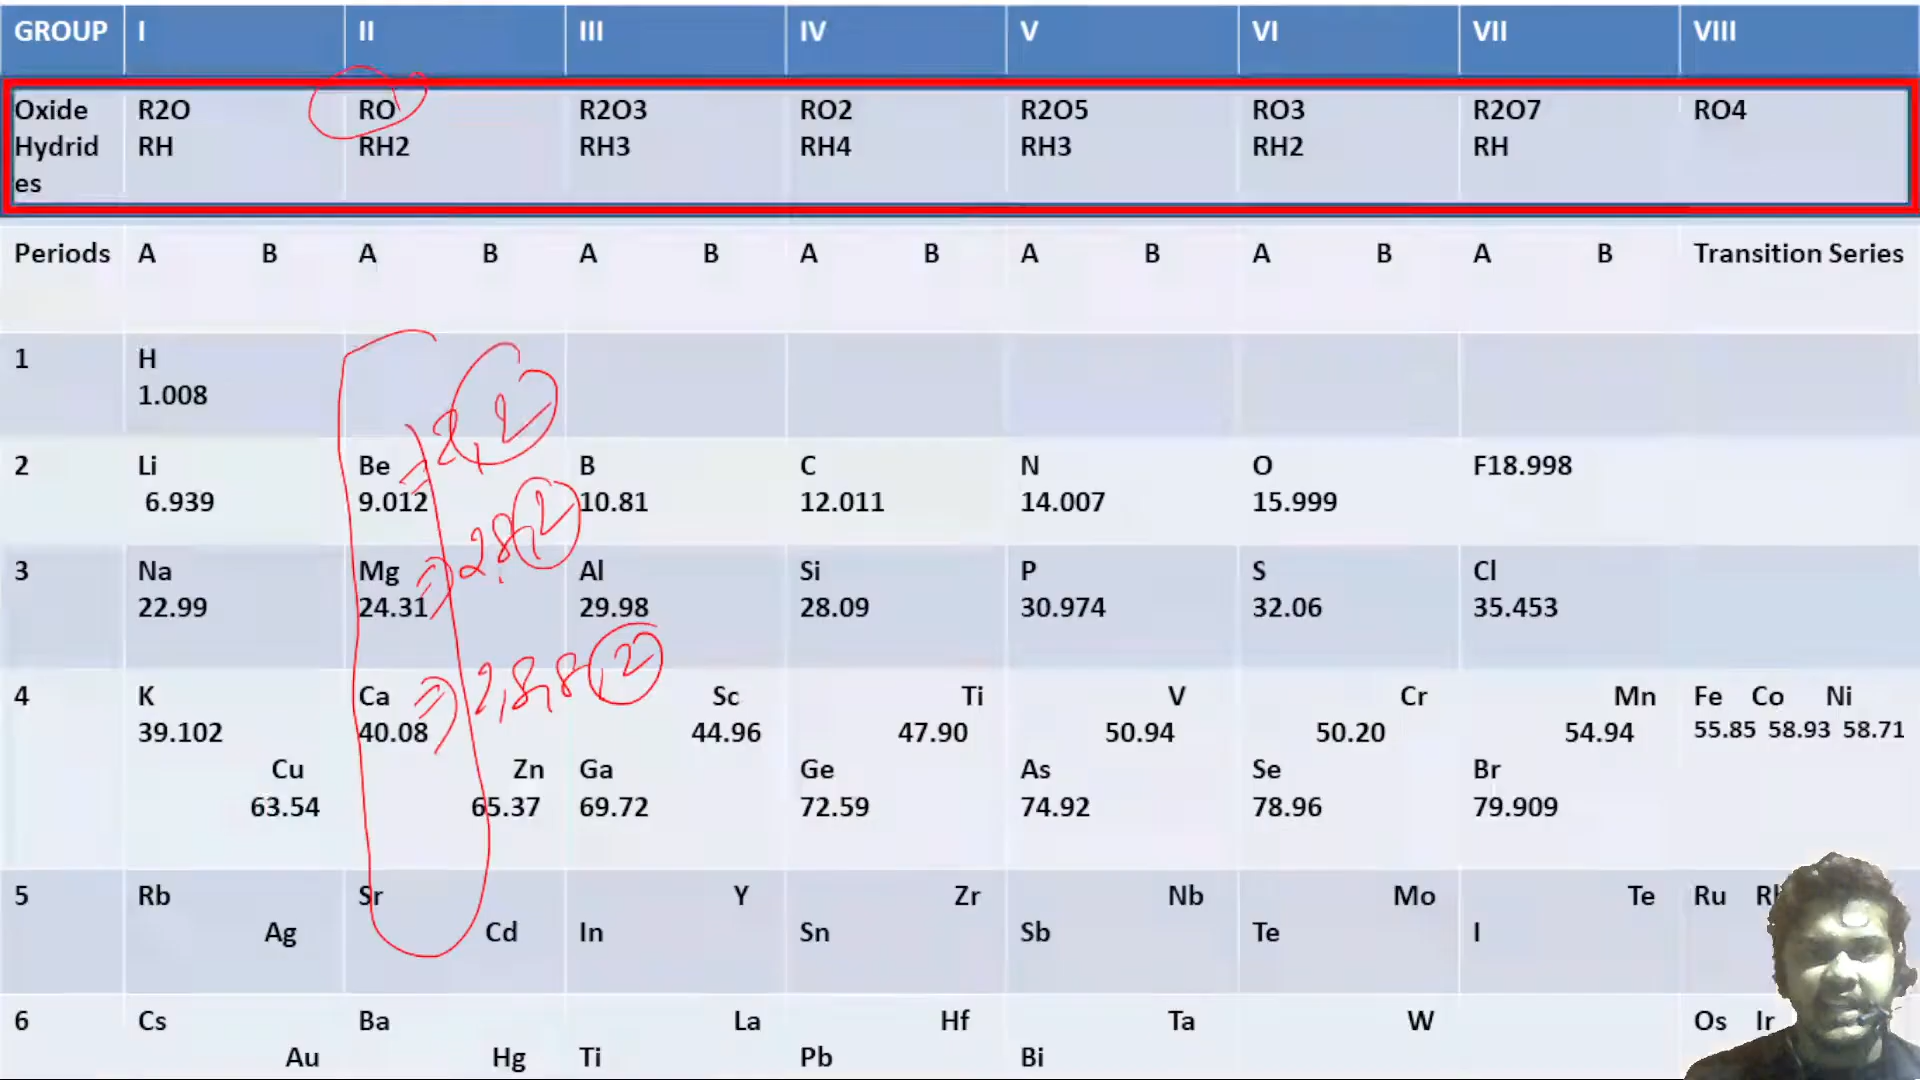 GROUP I II III IV V VI VII VIII
Oxide R2O RO R2O3 RO2 R2O5 RO3 R2O7 RO4
Hydrid RH RH2 RH3 RH4 RH3 RH2 RH
es
Periods A B A B A B A B A B A B A B Transition Series
1 H
1.008
2, 2
2 Li Be B C N O F18.998
6.939 9.012 10.81 12.011 14.007 15.999
2,8,2
3 Na Mg Al Si P S Cl
22.99 24.31 29.98 28.09 30.974 32.06 35.453
2,8,8,2
4 K Ca Sc Ti V Cr Mn Fe Co Ni
39.102 40.08 44.96 47.90 50.94 50.20 54.94 55.85 58.93 58.71
Cu Zn Ga Ge As Se Br
63.54 65.37 69.72 72.59 74.92 78.96 79.909
5 Rb Sr Y Zr Nb Mo Te Ru
Ag Cd In Sn Sb Te I
6 Cs Ba La Hf Ta W Os Ir
Au Hg Ti Pb Bi